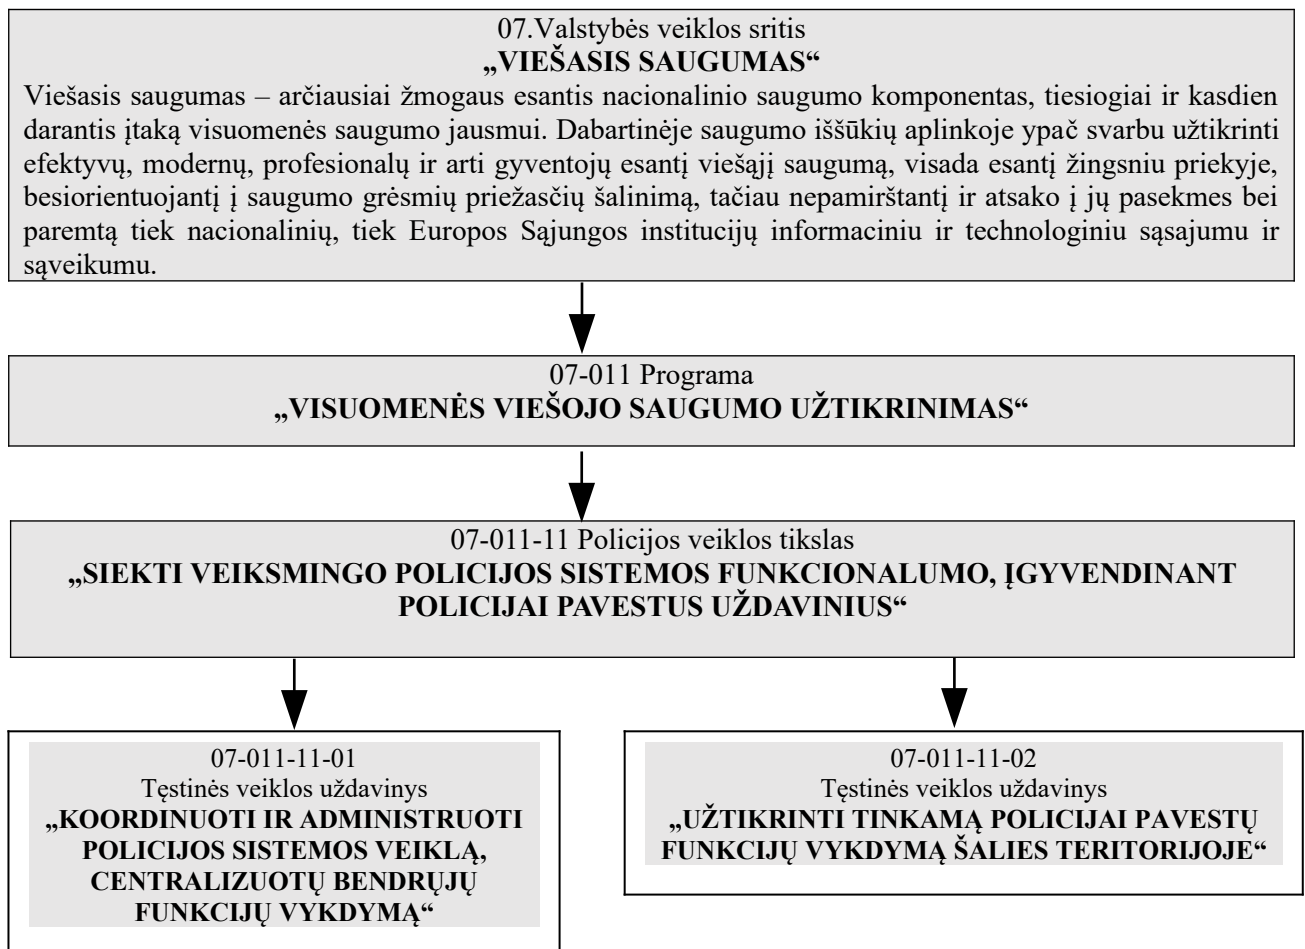 07.Valstybės veiklos sritis
„VIEŠASIS SAUGUMAS“
Viešasis saugumas – arčiausiai žmogaus esantis nacionalinio saugumo komponentas, tiesiogiai ir kasdien
darantis įtaką visuomenės saugumo jausmui. Dabartinėje saugumo iššūkių aplinkoje ypač svarbu užtikrinti
efektyvų, modernų, profesionalų ir arti gyventojų esantį viešąjį saugumą, visada esantį žingsniu priekyje,
besiorientuojantį į saugumo grėsmių priežasčių šalinimą, tačiau nepamirštantį ir atsako į jų pasekmes bei
paremtą tiek nacionalinių, tiek Europos Sąjungos institucijų informaciniu ir technologiniu sąsajumu ir
sąveikumu.
07-011 Programa
„VISUOMENĖS VIEŠOJO SAUGUMO UŽTIKRINIMAS“
07-011-11 Policijos veiklos tikslas
„SIEKTI VEIKSMINGO POLICIJOS SISTEMOS FUNKCIONALUMO, ĮGYVENDINANT
POLICIJAI PAVESTUS UŽDAVINIUS“
07-011-11-01
Tęstinės veiklos uždavinys
„KOORDINUOTI IR ADMINISTRUOTI
POLICIJOS SISTEMOS VEIKLĄ,
CENTRALIZUOTŲ BENDRŲJŲ
FUNKCIJŲ VYKDYMĄ“
07-011-11-02
Tęstinės veiklos uždavinys
„UŽTIKRINTI TINKAMĄ POLICIJAI PAVESTŲ
FUNKCIJŲ VYKDYMĄ ŠALIES TERITORIJOJE“